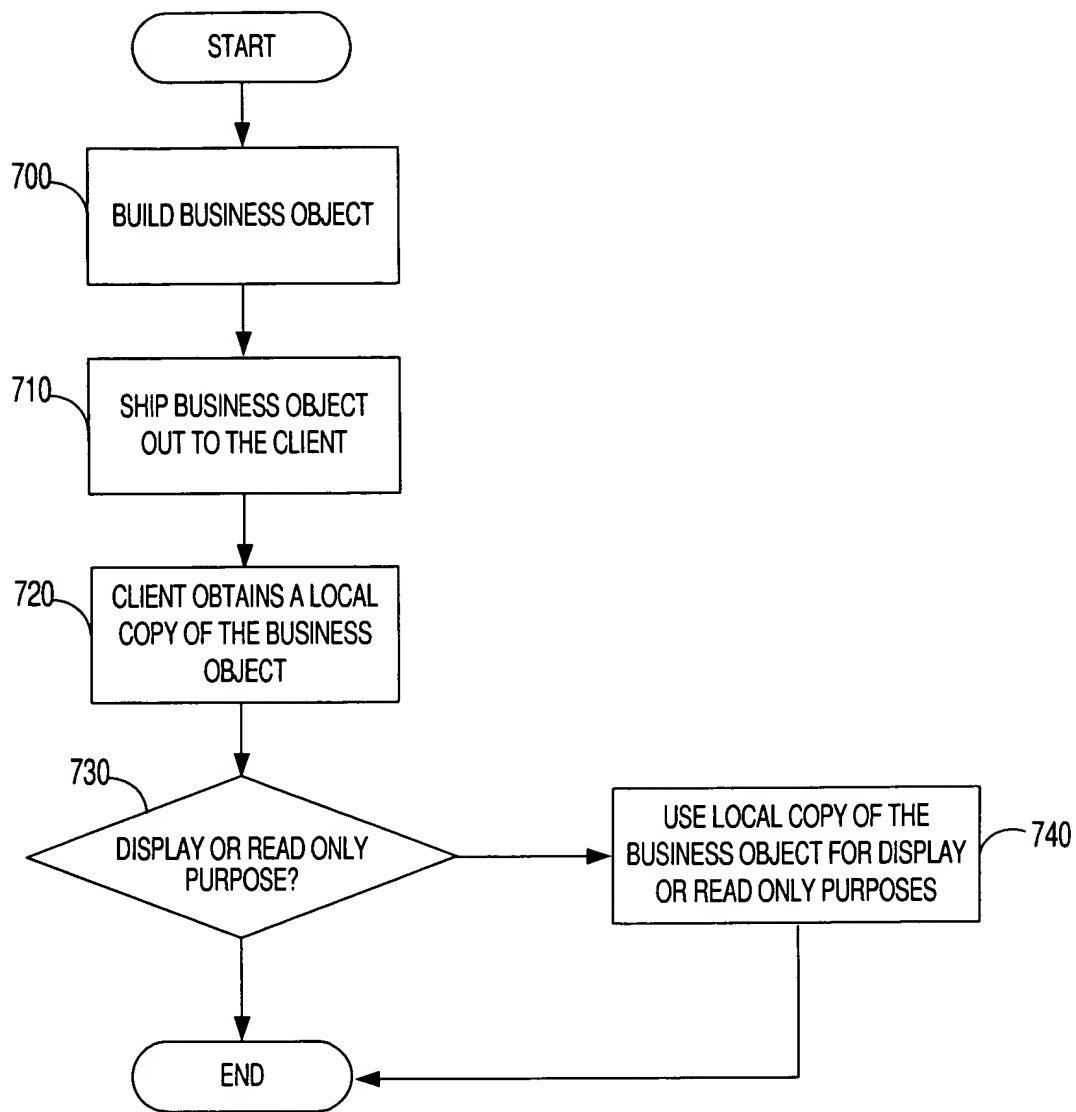 START
700
BUILD BUSINESS OBJECT
710
SHIP BUSINESS OBJECT
OUT TO THE CLIENT
720
CLIENT OBTAINS A LOCAL
COPY OF THE BUSINESS
OBJECT
730
DISPLAY OR READ ONLY
PURPOSE?
USE LOCAL COPY OF THE
BUSINESS OBJECT FOR DISPLAY
OR READ ONLY PURPOSES
740
END